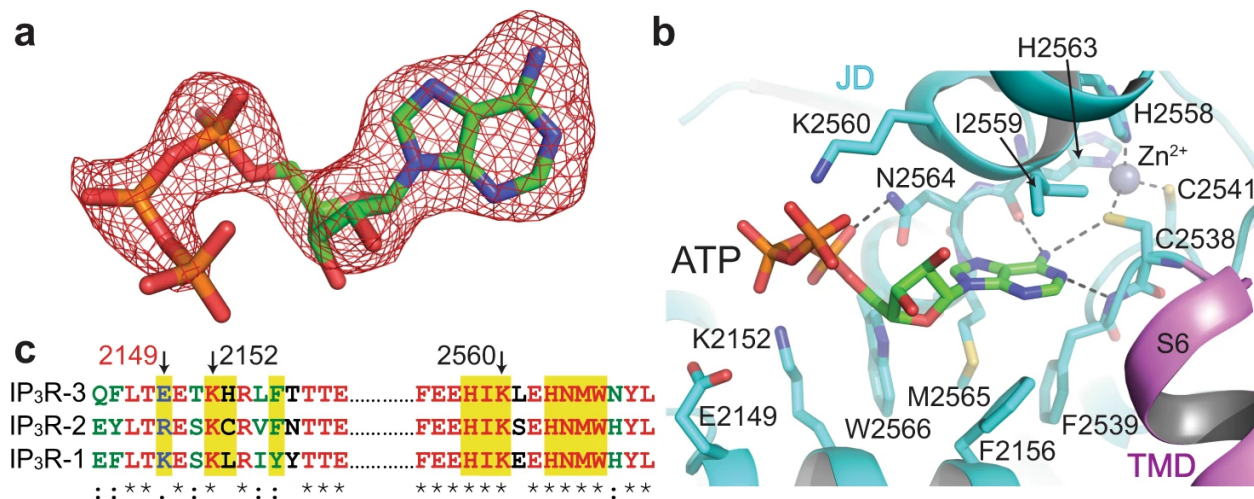 a
b
H2563
JD
H2558
K2560
I2559
Zn²⁺
N2564
C2541
C2538
ATP
K2152
S6
E2149
M2565
W2566
F2156
F2539
TMD
c
2149 2152 2560
IP₃R-3 QFLTEETKHRLFTTTE............FEEHIKLEHNMWNYL
IP₃R-2 EYLTRESKCRVFNTTE............FEEHIKSEHNMWHYL
IP₃R-1 EFLTKESKLRIYYTTE............FEEHIKEEHNMWNYL
::**.*:* *:: *** ****** *****:**